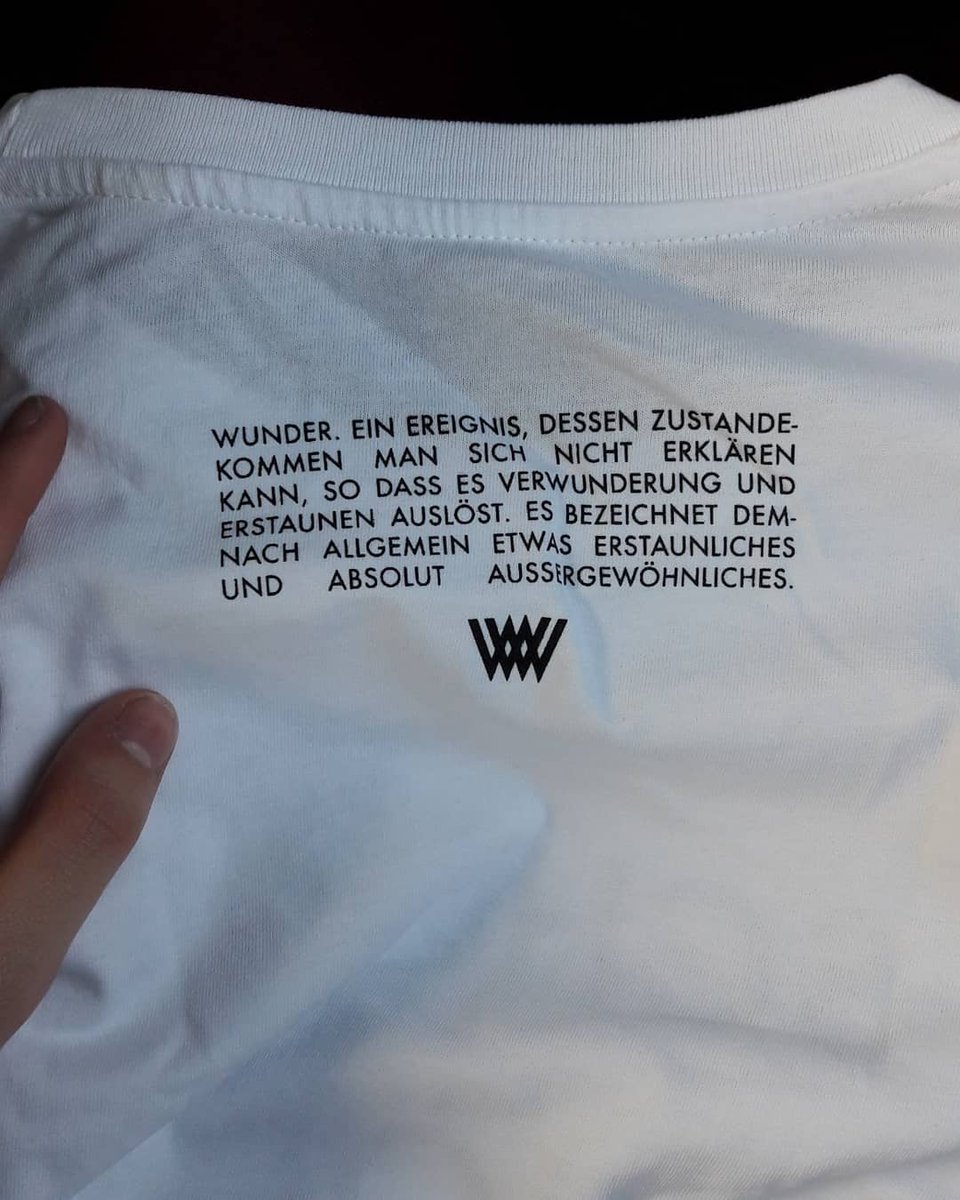 WUNDER. EIN EREIGNIS, DESSEN ZUSTANDE-
KOMMEN MAN SICH NICHT ERKLÄREN
KANN, SO DASS ES VERWUNDERUNG UND
ERSTAUNEN AUSLÖST. ES BEZEICHNET DEM-
NACH ALLGEMEIN ETWAS ERSTAUNLICHES
UND ABSOLUT AUSSERGEWÖHNLICHES.